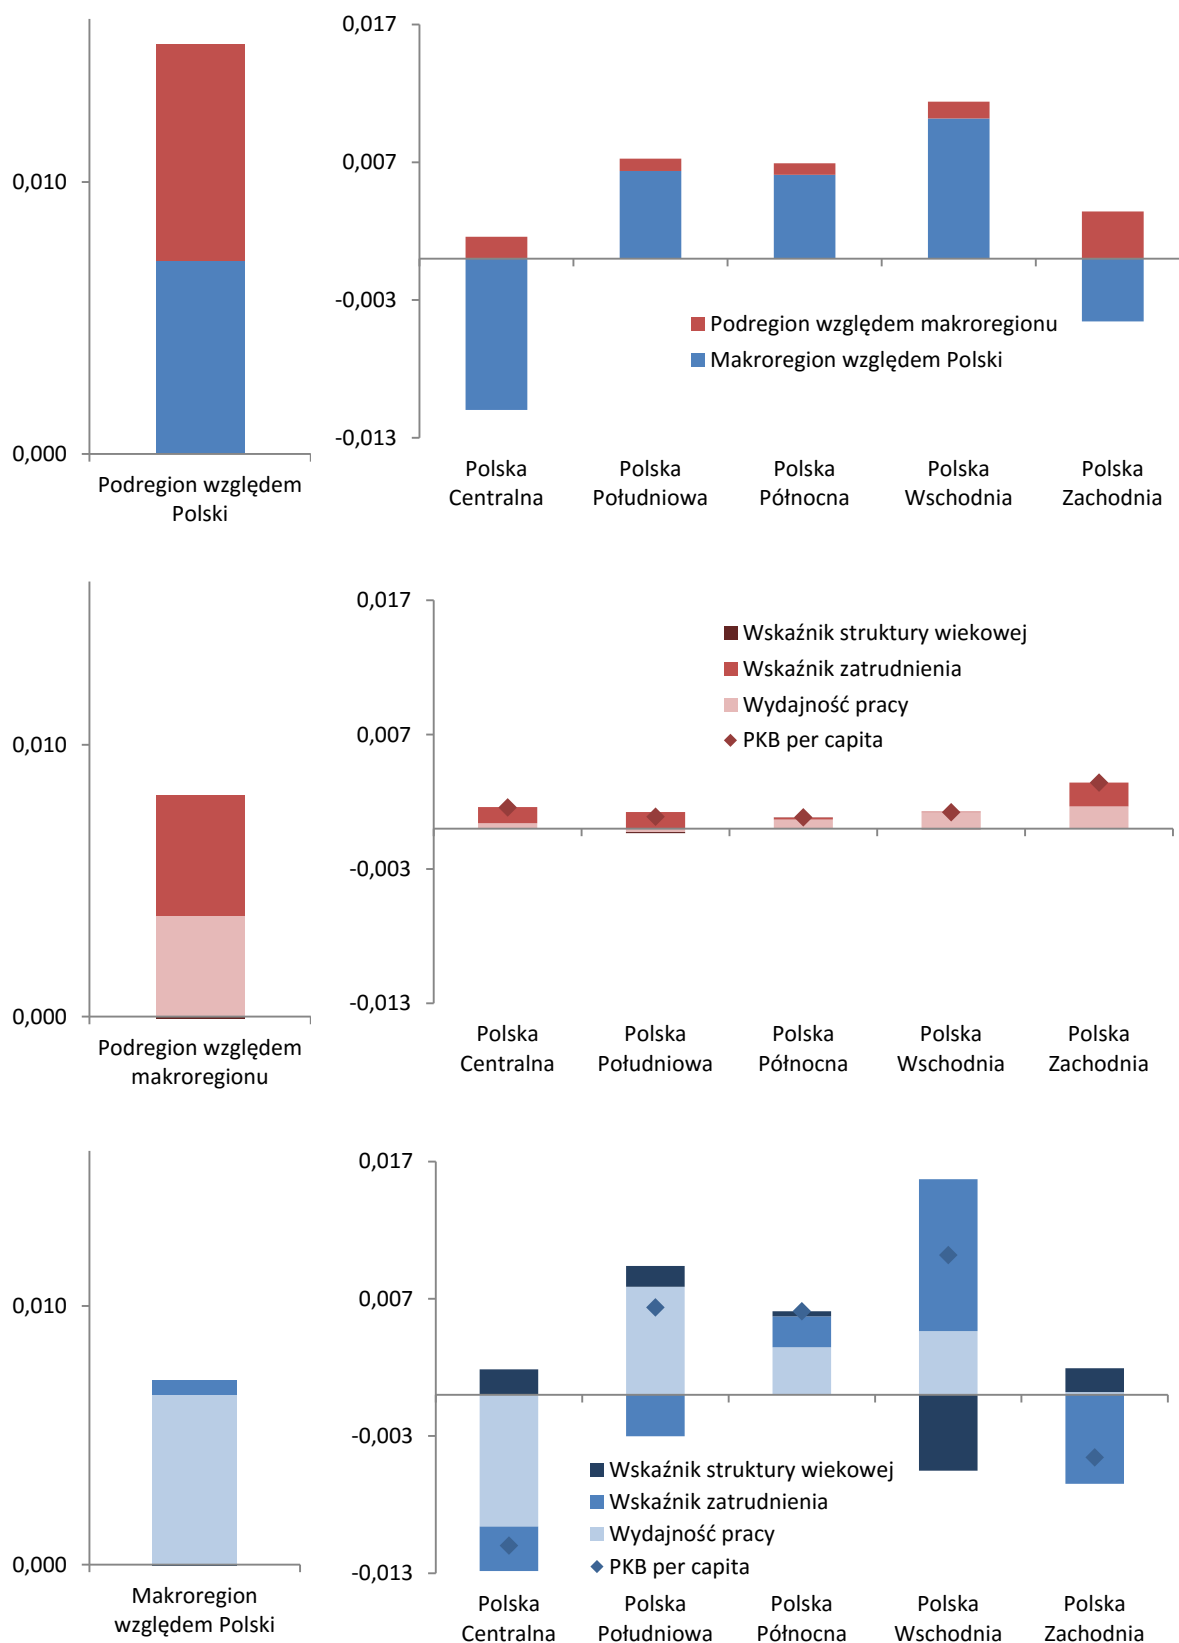 0,010
0,000
Podregion względem
Polski
0,017
0,007
-0,003
-0,013
Podregion względem makroregionu
Makroregion względem Polski
Polska
Centralna
Polska
Południowa
Polska
Północna
Polska
Wschodnia
Polska
Zachodnia
0,010
0,000
Podregion względem
makroregionu
0,017
0,007
-0,003
-0,013
Wskaźnik struktury wiekowej
Wskaźnik zatrudnienia
Wydajność pracy
PKB per capita
Polska
Centralna
Polska
Południowa
Polska
Północna
Polska
Wschodnia
Polska
Zachodnia
0,010
0,000
Makroregion
względem Polski
0,017
0,007
-0,003
-0,013
Wskaźnik struktury wiekowej
Wskaźnik zatrudnienia
Wydajność pracy
PKB per capita
Polska
Centralna
Polska
Południowa
Polska
Północna
Polska
Wschodnia
Polska
Zachodnia